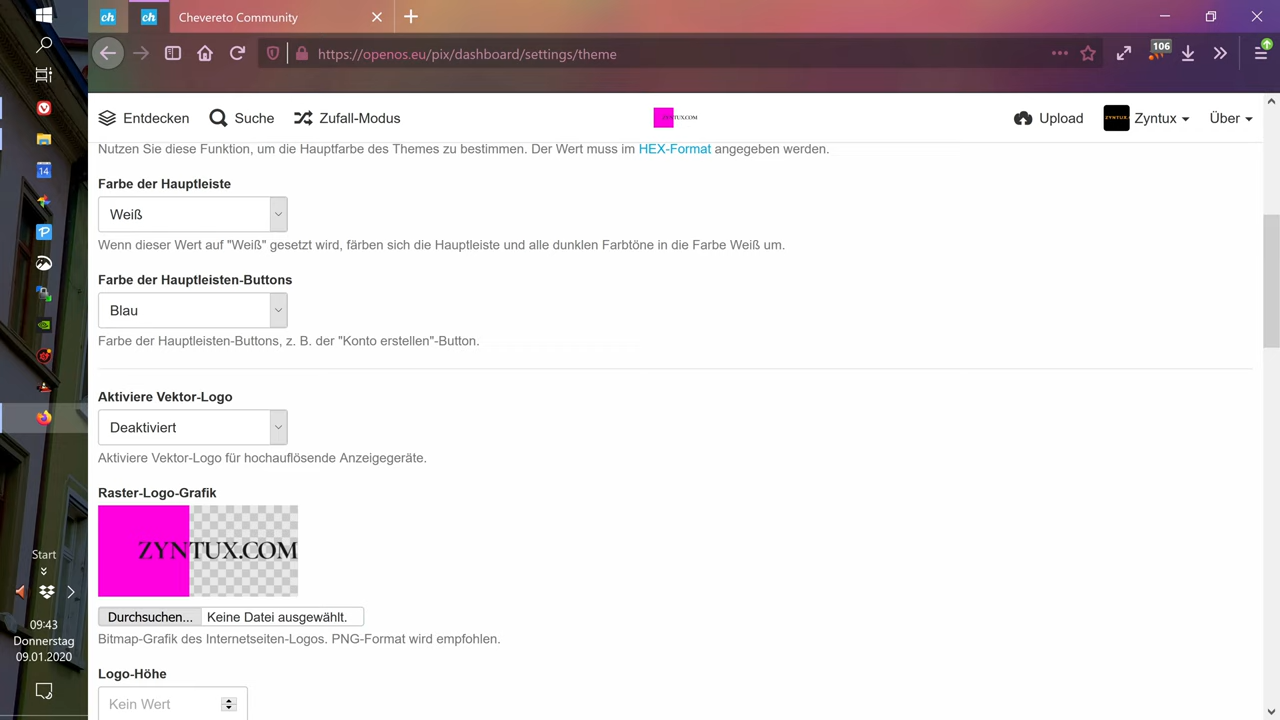 Chevereto Community
https://openos.eu/pix/dashboard/settings/theme
106
Entdecken
Suche
Zufall-Modus
ZYNTUX.COM
Upload
Zyntux
Über
Nutzen Sie diese Funktion, um die Hauptfarbe des Themes zu bestimmen. Der Wert muss im HEX-Format angegeben werden.
Farbe der Hauptleiste
Weiß
Wenn dieser Wert auf "Weiß" gesetzt wird, färben sich die Hauptleiste und alle dunklen Farbtöne in die Farbe Weiß um.
Farbe der Hauptleisten-Buttons
Blau
Farbe der Hauptleisten-Buttons, z. B. der "Konto erstellen"-Button.
Aktiviere Vektor-Logo
Deaktiviert
Aktiviere Vektor-Logo für hochauflösende Anzeigegeräte.
Raster-Logo-Grafik
ZYNTUX.COM
Durchsuchen... Keine Datei ausgewählt.
Bitmap-Grafik des Internetseiten-Logos. PNG-Format wird empfohlen.
Logo-Höhe
Kein Wert
14
Start
09:43
Donnerstag
09.01.2020